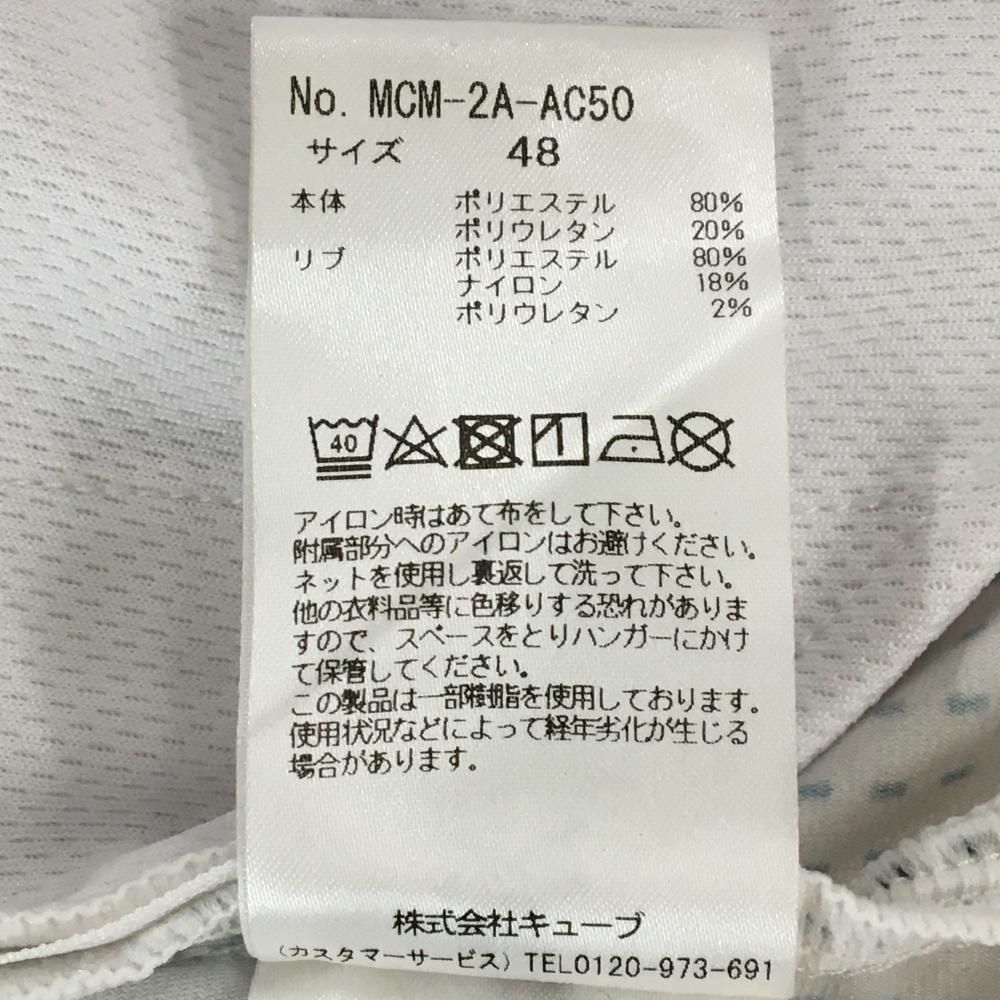 No. MCM-2A-AC50
サイズ 48
本体 ポリエステル 80%
ポリウレタン 20%
リブ ポリエステル 80%
ナイロン 18%
ポリウレタン 2%
40
アイロン時はあて布をして下さい。
附属部分へのアイロンはお避けください。
ネットを使用し裏返して洗って下さい。
他の衣料品等に色移りする恐れがありま
すので、スペースをとりハンガーにかけ
て保管してください。
この製品は一部樹脂を使用しております。
使用状況などによって経年劣化が生じる
場合があります。
株式会社キューブ
(カスタマーサービス) TEL0120-973-691